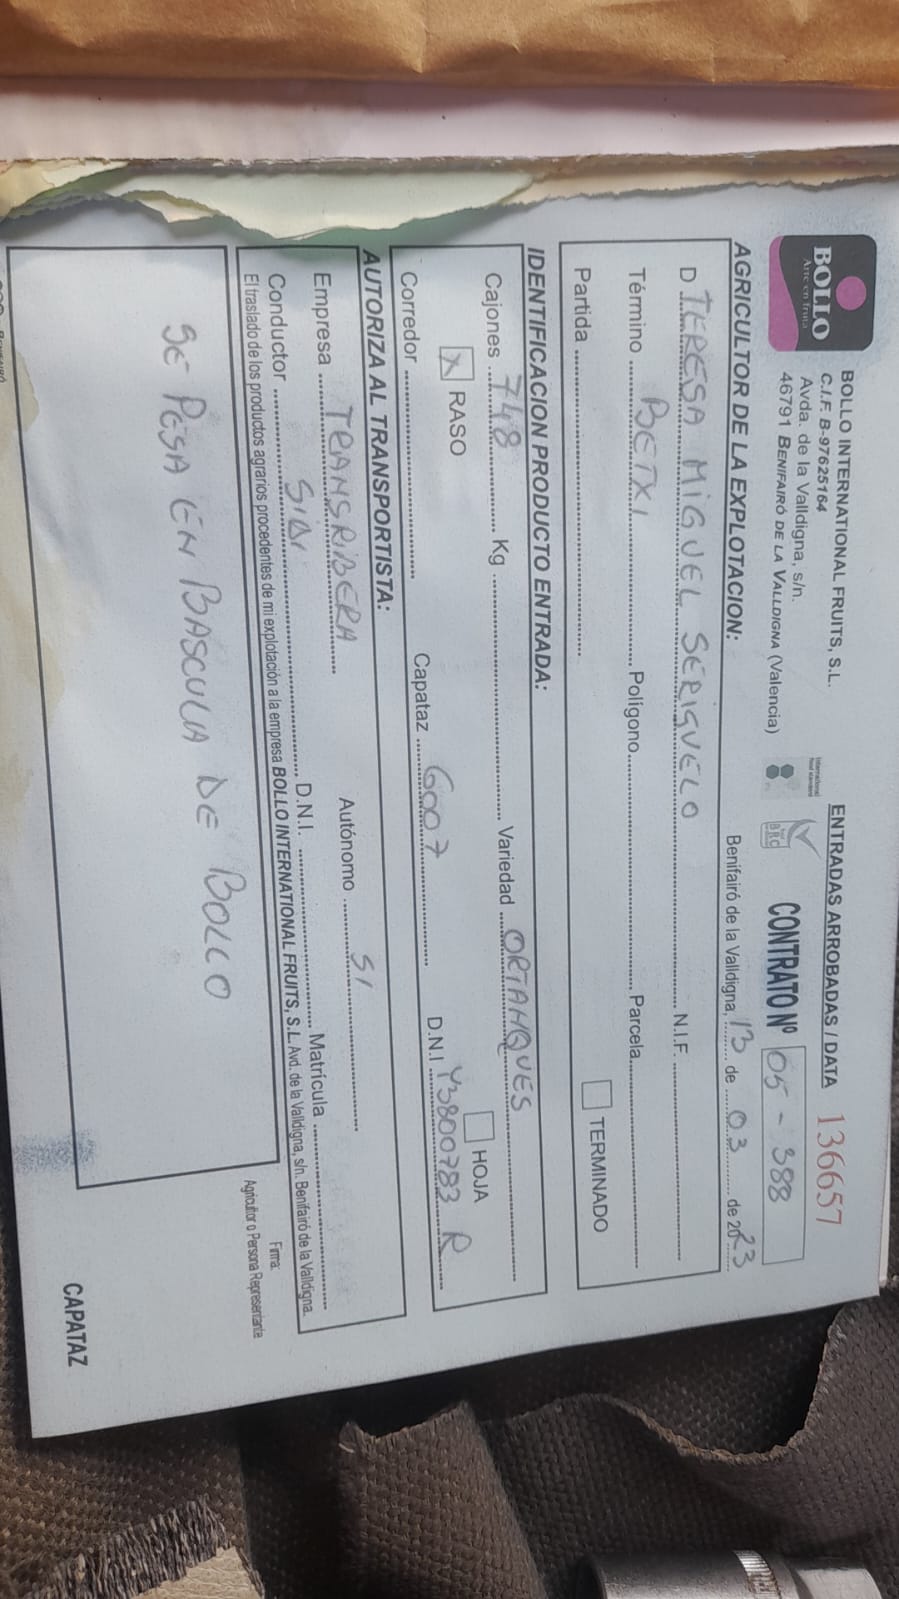 BOLLO
Arte en fruta
BOLLO INTERNATIONAL FRUITS, S.L.
C.I.F. B-97625164
Avda. de la Valldigna, s/n.
46791 BENIFAIRÓ DE LA VALLDIGNA (Valencia)
International
food standard
BRC
ENTRADAS ARROBADAS / DATA 136657
CONTRATO Nº 05 - 388
Benifairó de la Valldigna, 13 de 03 de 2023
AGRICULTOR DE LA EXPLOTACION:
D TERESA MIGUEL SERISUELO N.I.F.
Término BETXI Polígono Parcela
Partida TERMINADO
IDENTIFICACION PRODUCTO ENTRADA:
Cajones 748 Kg Variedad ORTANQUES
X RASO HOJA
Corredor Capataz 6007 D.N.I Y3800783 R
AUTORIZA AL TRANSPORTISTA:
Empresa TRANSRIBERA Autónomo SI
Conductor SIDI D.N.I. Matrícula
El traslado de los productos agrarios procedentes de mi explotación a la empresa BOLLO INTERNATIONAL FRUITS, S.L. Avd. de la Valldigna, s/n. Benifairó de la Valldigna.
Firma:
Agricultor o Persona Representante
SE PESA EN BASCULA DE BOLLO
CAPATAZ